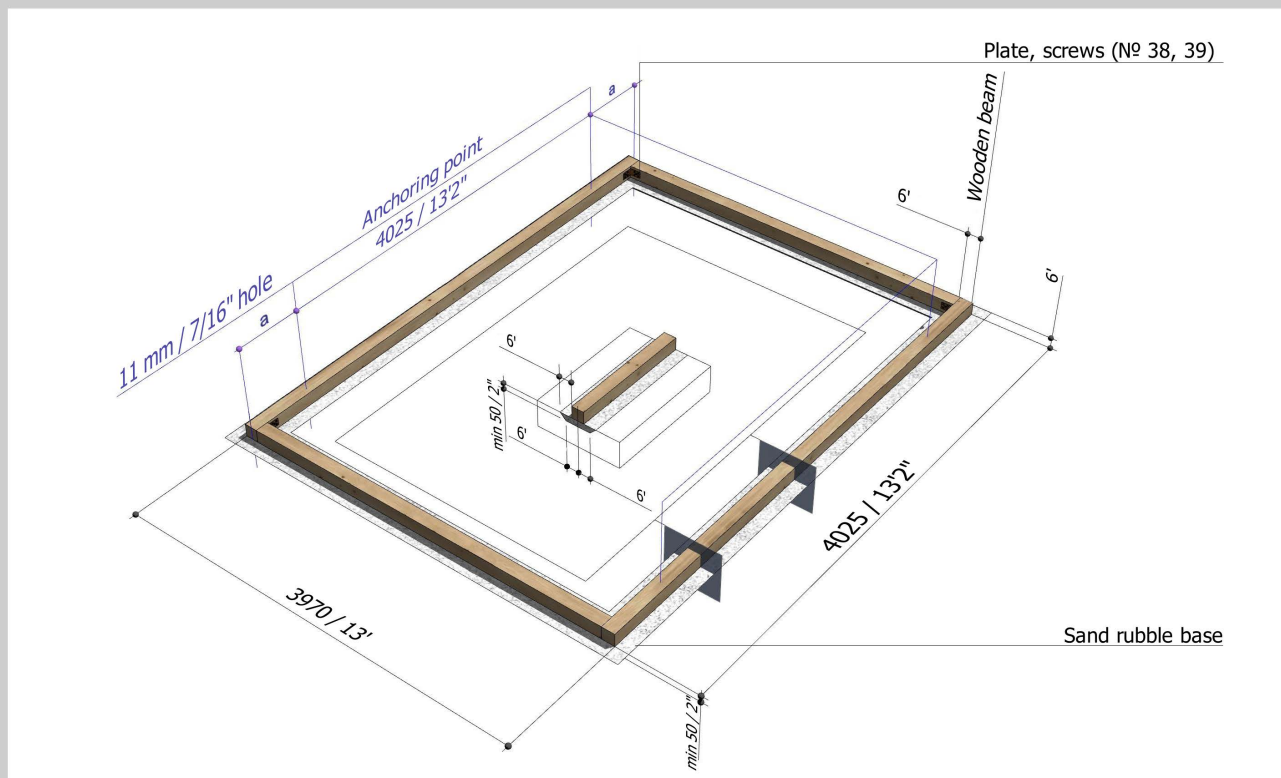 Plate, screws (№ 38, 39)
Wooden beam
a
Anchoring point
4025 / 13'2"
6'
6'
11 mm / 7/16" hole
a
6'
min 50 / 2"
6'
6'
4025 / 13'2"
3970 / 13'
Sand rubble base
min 50 / 2"